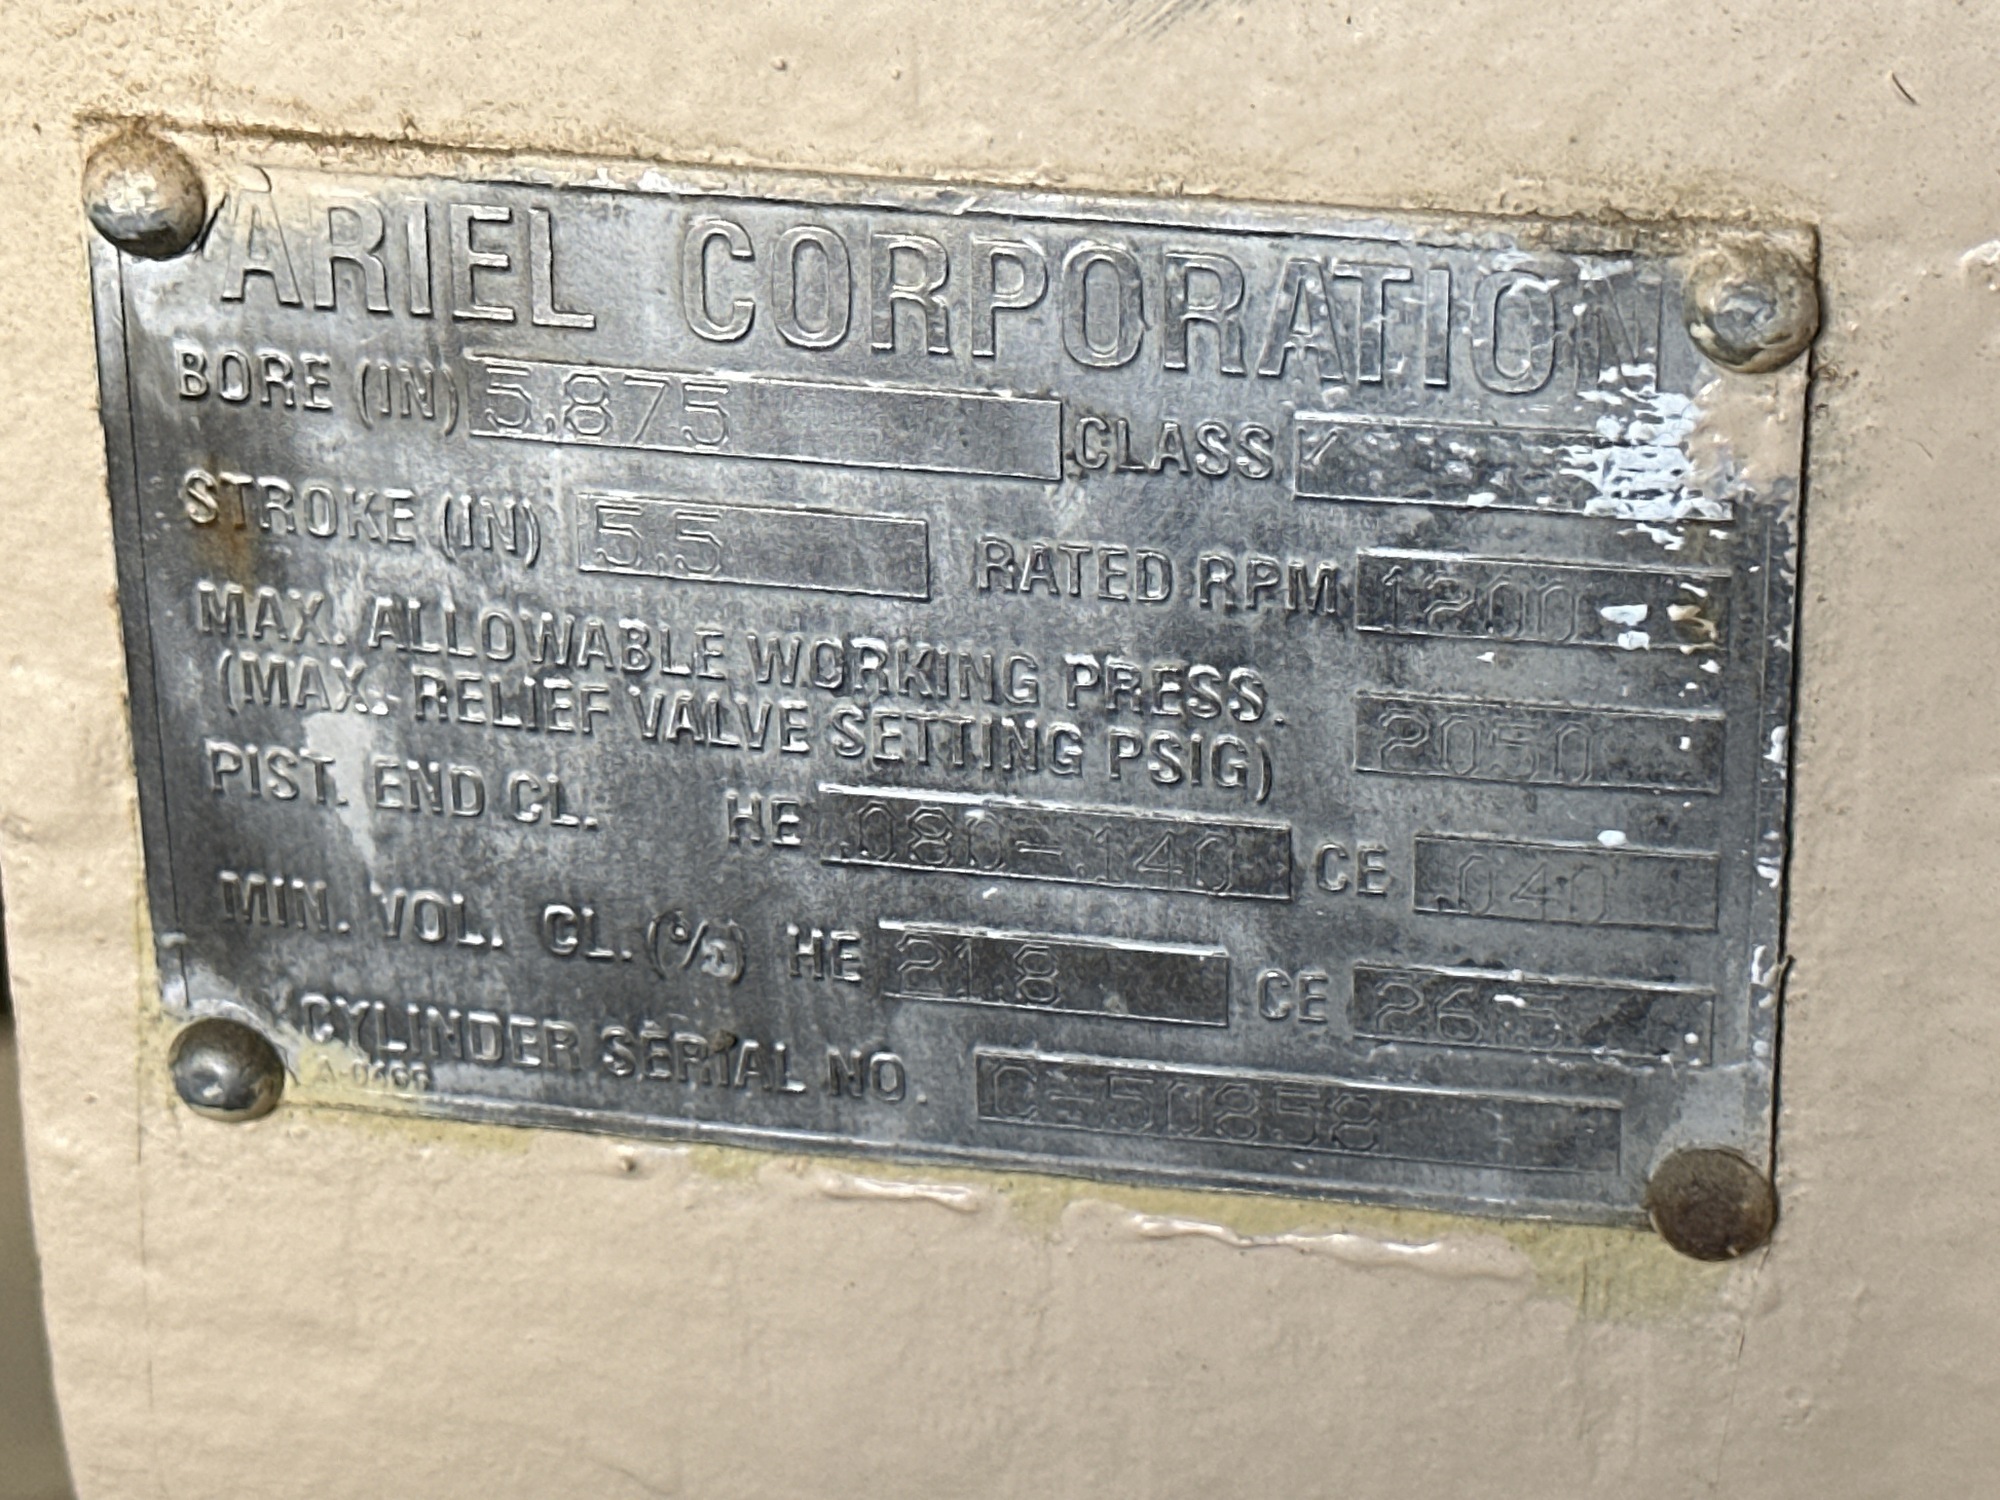 ARIEL CORPORATION
BORE (IN) 5.875 CLASS
STROKE (IN) 5.5 RATED RPM 1200
MAX. ALLOWABLE WORKING PRESS.
(MAX. RELIEF VALVE SETTING PSIG) 2050
PIST. END CL. HE .080-.140 CE .040
MIN. VOL. CL. (%) HE 21.8 CE 26.5
CYLINDER SERIAL NO. C-50858